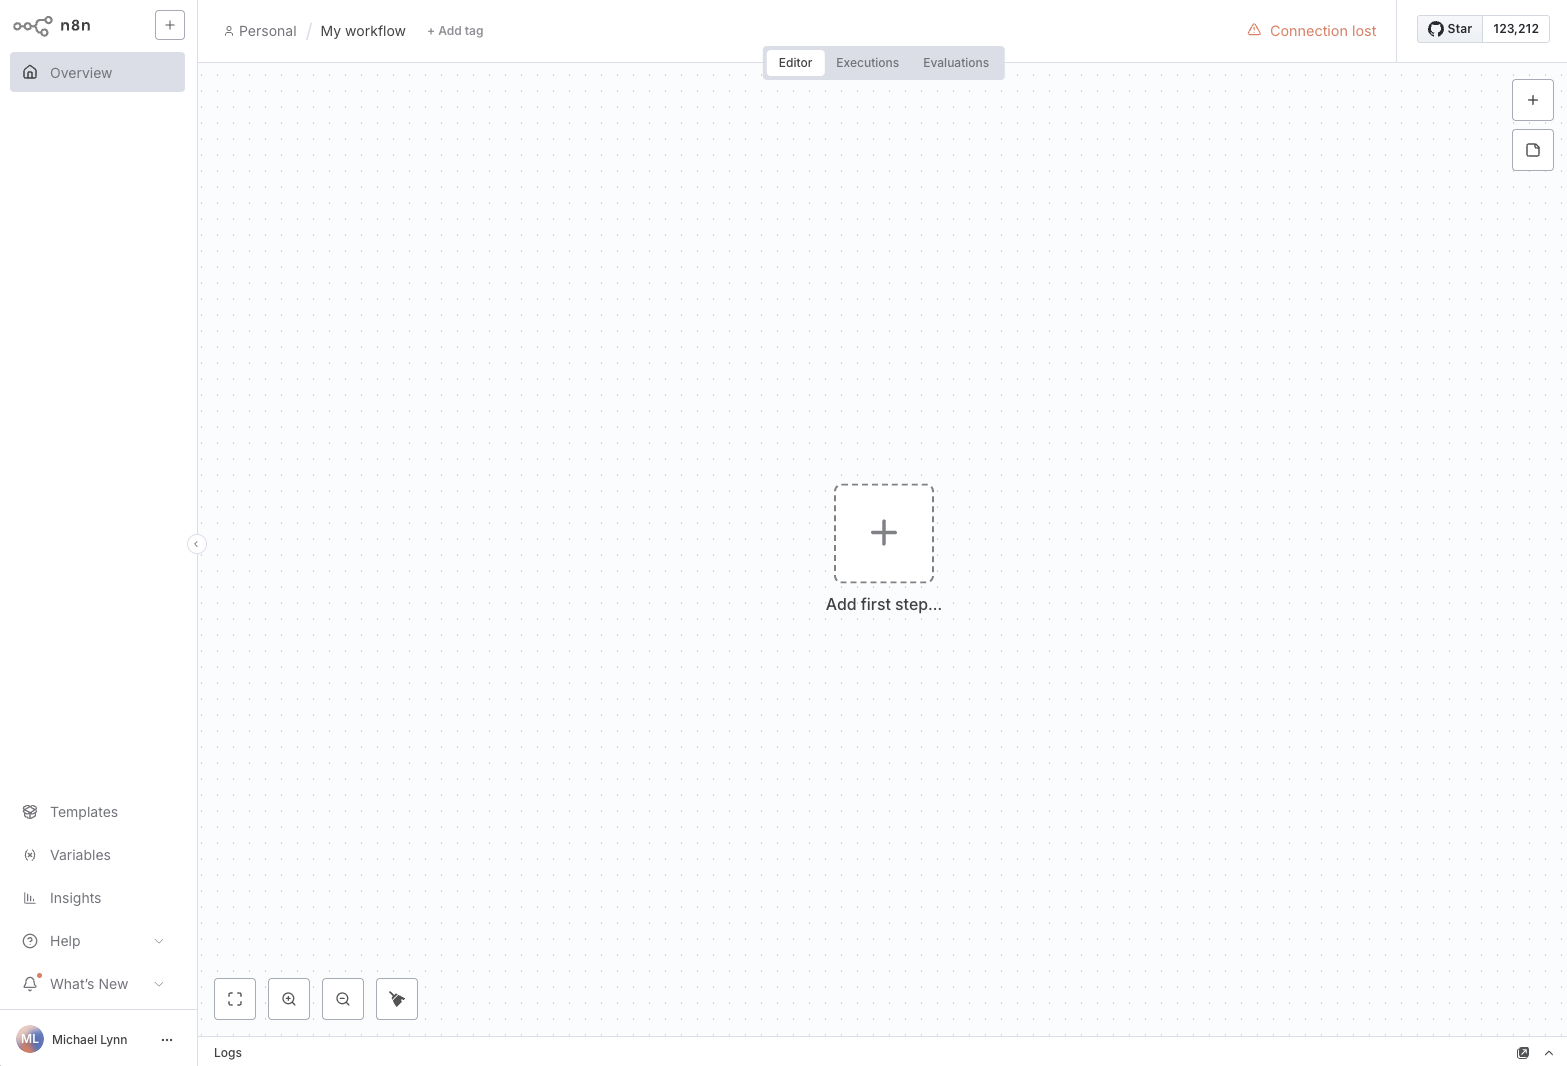 n8n
Overview
Personal / My workflow + Add tag
Connection lost
Star 123,212
Editor Executions Evaluations
Add first step...
Templates
Variables
Insights
Help
What's New
ML Michael Lynn
Logs